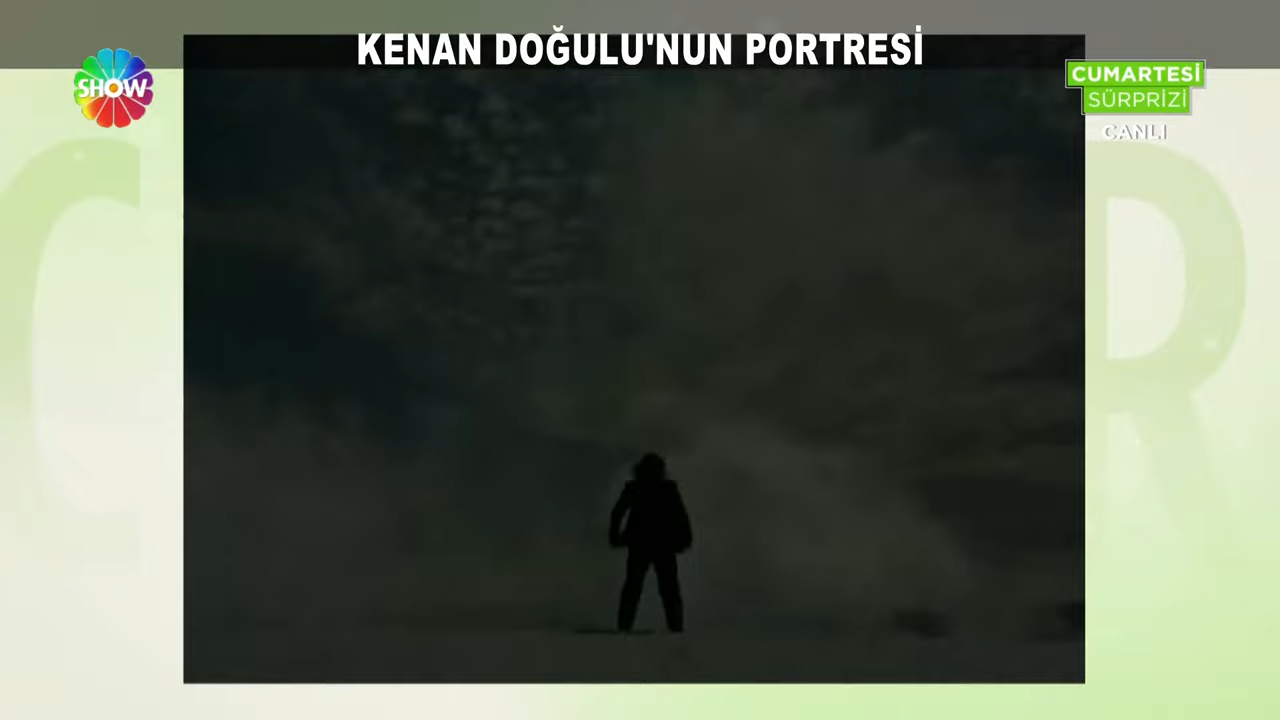 KENAN DOĞULU'NUN PORTRESİ
SHOW
CUMARTESİ
SÜRPRİZİ
CANLI